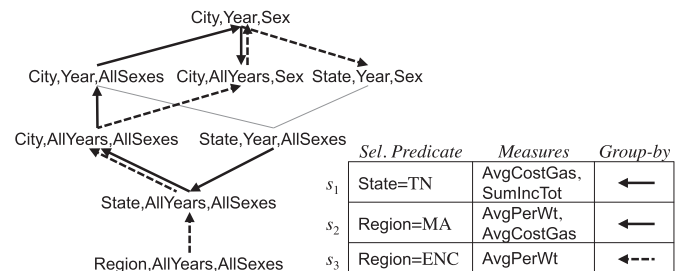 City,Year,Sex
City,Year,AllSexes City,AllYears,Sex State,Year,Sex
City,AllYears,AllSexes State,Year,AllSexes
State,AllYears,AllSexes
Region,AllYears,AllSexes
Sel. Predicate Measures Group-by
s1 State=TN AvgCostGas,
SumIncTot
s2 Region=MA AvgPerWt,
AvgCostGas
s3 Region=ENC AvgPerWt